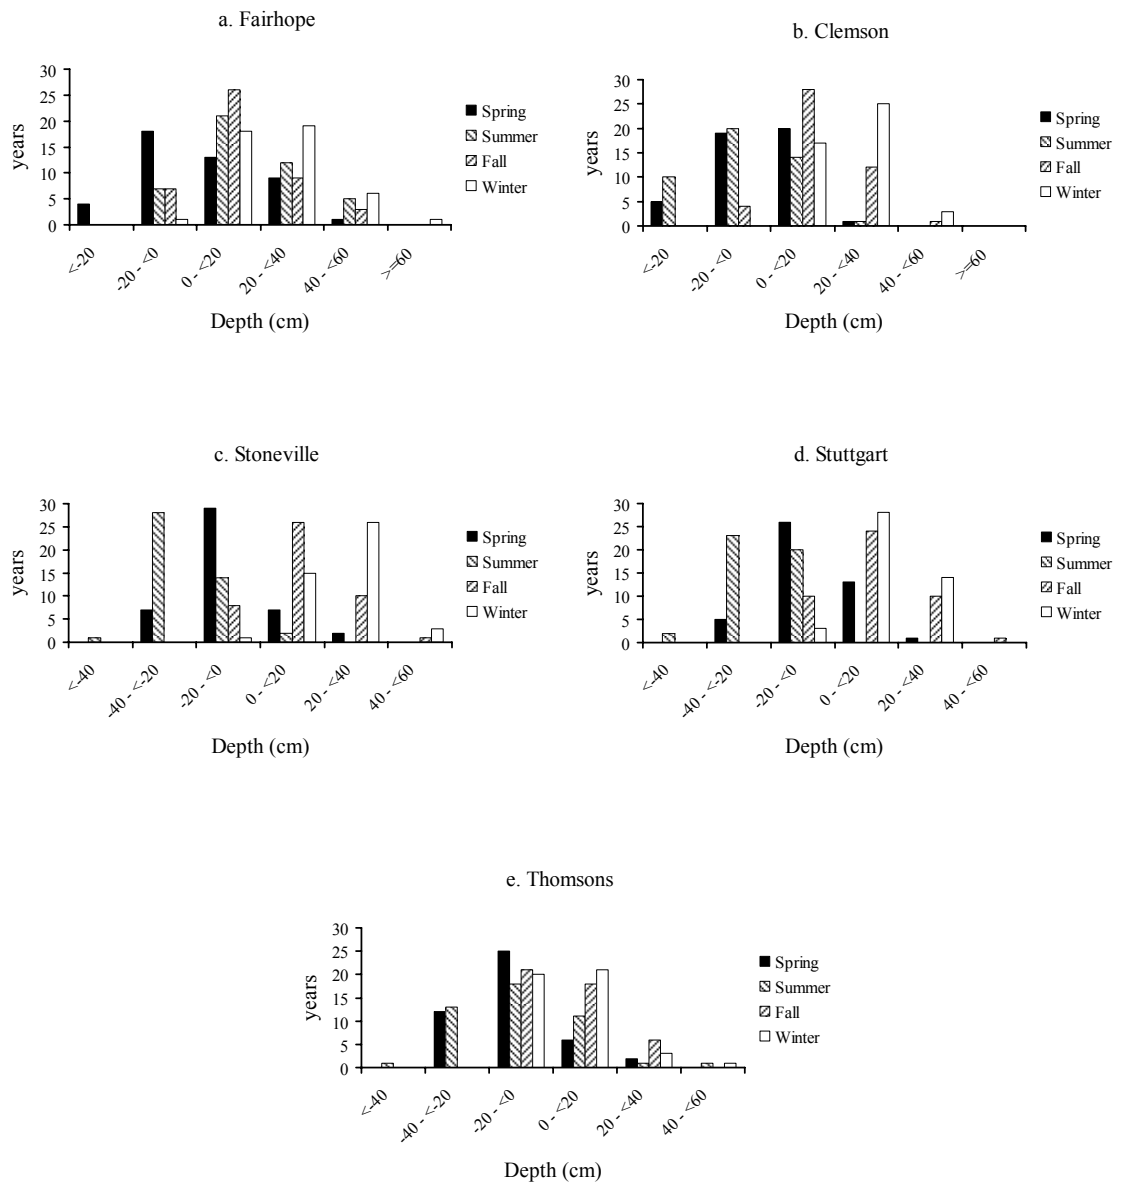 a. Fairhope
30
25
20
15
10
5
0
years
<-20
-20 - <0
0 - <20
20 - <40
40 - <60
>=60
Depth (cm)
Spring
Summer
Fall
Winter
b. Clemson
30
25
20
15
10
5
0
years
<-20
-20 - <0
0 - <20
20 - <40
40 - <60
>=60
Depth (cm)
Spring
Summer
Fall
Winter
c. Stoneville
30
25
20
15
10
5
0
years
<-40
-40 - <-20
-20 - <0
0 - <20
20 - <40
40 - <60
Depth (cm)
Spring
Summer
Fall
Winter
d. Stuttgart
30
25
20
15
10
5
0
years
<-40
-40 - <-20
-20 - <0
0 - <20
20 - <40
40 - <60
Depth (cm)
Spring
Summer
Fall
Winter
e. Thomsons
30
25
20
15
10
5
0
years
<-40
-40 - <-20
-20 - <0
0 - <20
20 - <40
40 - <60
Depth (cm)
Spring
Summer
Fall
Winter